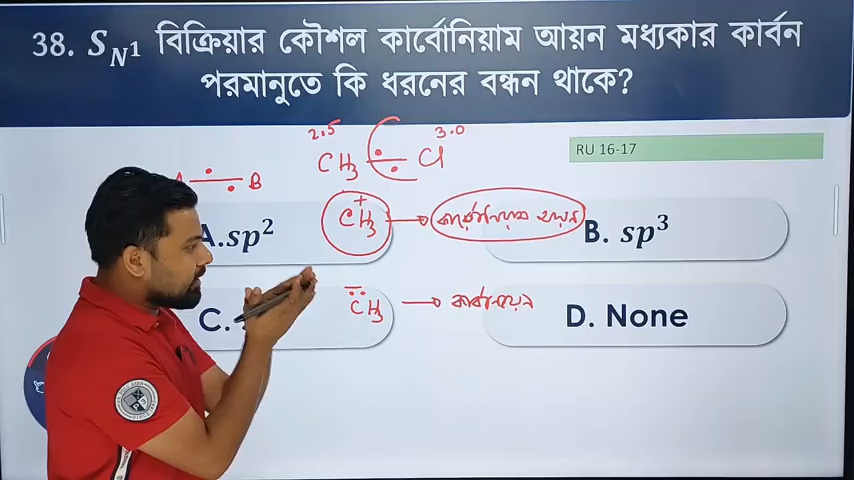 38. S_N1 বিক্রিয়ার কৌশল কার্বোনিয়াম আয়ন মধ্যকার কার্বন
পরমানুতে কি ধরনের বন্ধন থাকে?
RU 16-17
2.5 3.0
CH₃ — Cl
A — B
A. sp²
CH₃⁺ → কার্বোনিয়াম আয়ন
B. sp³
C.
CH₃⁻ → কার্বানায়ন
D. None